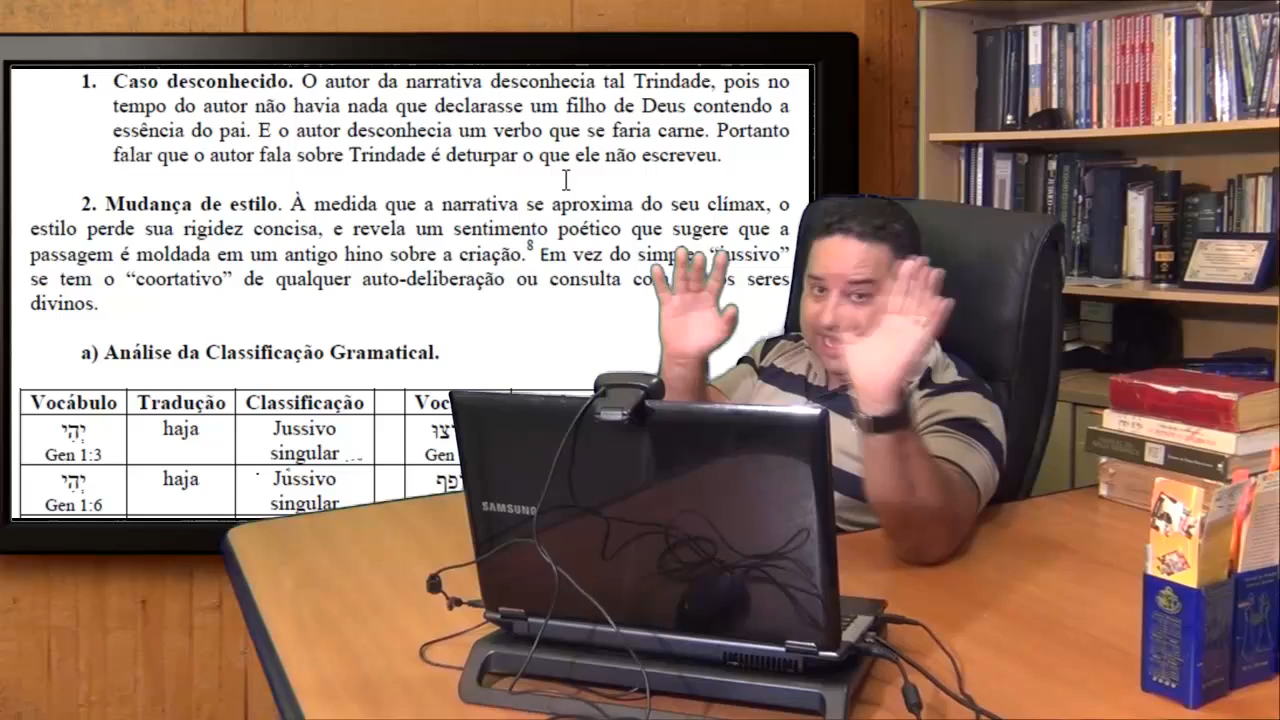 1. Caso desconhecido. O autor da narrativa desconhecia tal Trindade, pois no
tempo do autor não havia nada que declarasse um filho de Deus contendo a
essência do pai. E o autor desconhecia um verbo que se faria carne. Portanto
falar que o autor fala sobre Trindade é deturpar o que ele não escreveu.
2. Mudança de estilo. À medida que a narrativa se aproxima do seu clímax, o
estilo perde sua rigidez concisa, e revela um sentimento poético que sugere que a
passagem é moldada em um antigo hino sobre a criação.8 Em vez do simples “jussivo”
se tem o “coortativo” de qualquer auto-deliberação ou consulta seres
divinos.
a) Análise da Classificação Gramatical.
Vocábulo Tradução Classificação
יְהִי haja Jussivo
Gen 1:3 singular Gen
יְהִי haja Jussivo
Gen 1:6 singular
SAMSUNG